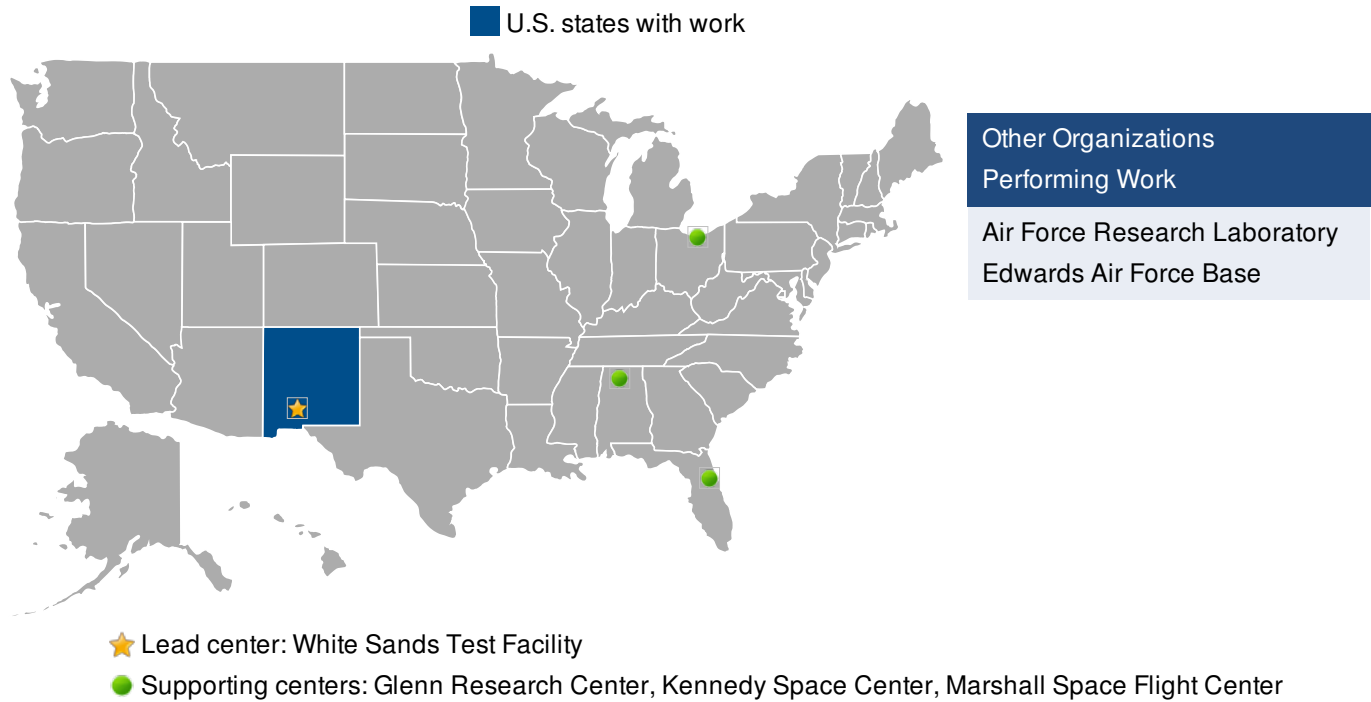 U.S. states with work
Other Organizations
Performing Work
Air Force Research Laboratory
Edwards Air Force Base
Lead center: White Sands Test Facility
Supporting centers: Glenn Research Center, Kennedy Space Center, Marshall Space Flight Center